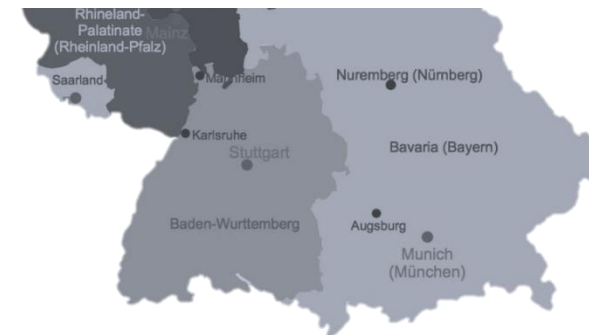 Rhineland-
Palatinate
(Rheinland-Pfalz)
Mainz
Saarland
Mannheim
Nuremberg (Nürnberg)
Karlsruhe
Stuttgart
Bavaria (Bayern)
Baden-Wurttemberg
Augsburg
Munich
(München)